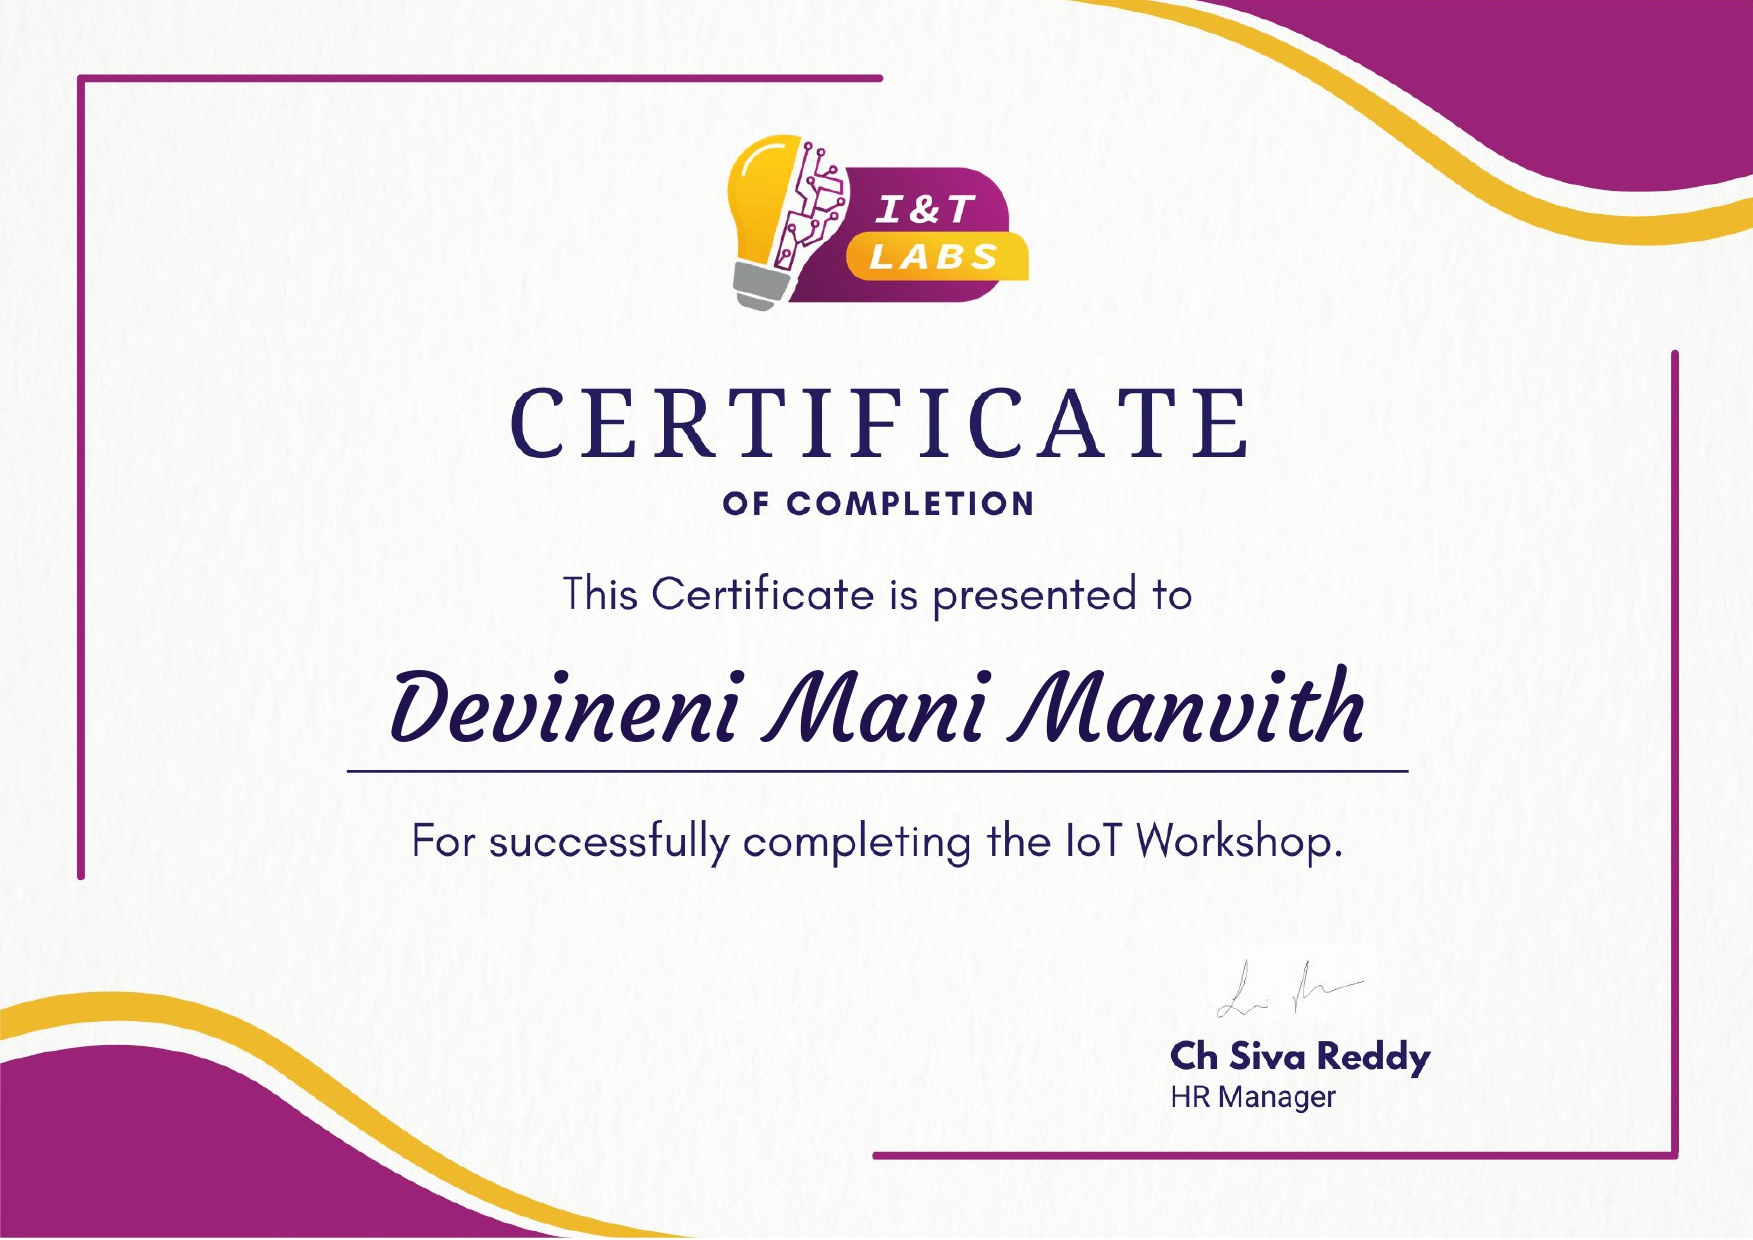 I&T
LABS
CERTIFICATE
OF COMPLETION
This Certificate is presented to
Devineni Mani Manvith
For successfully completing the IoT Workshop.
Ch Siva Reddy
HR Manager